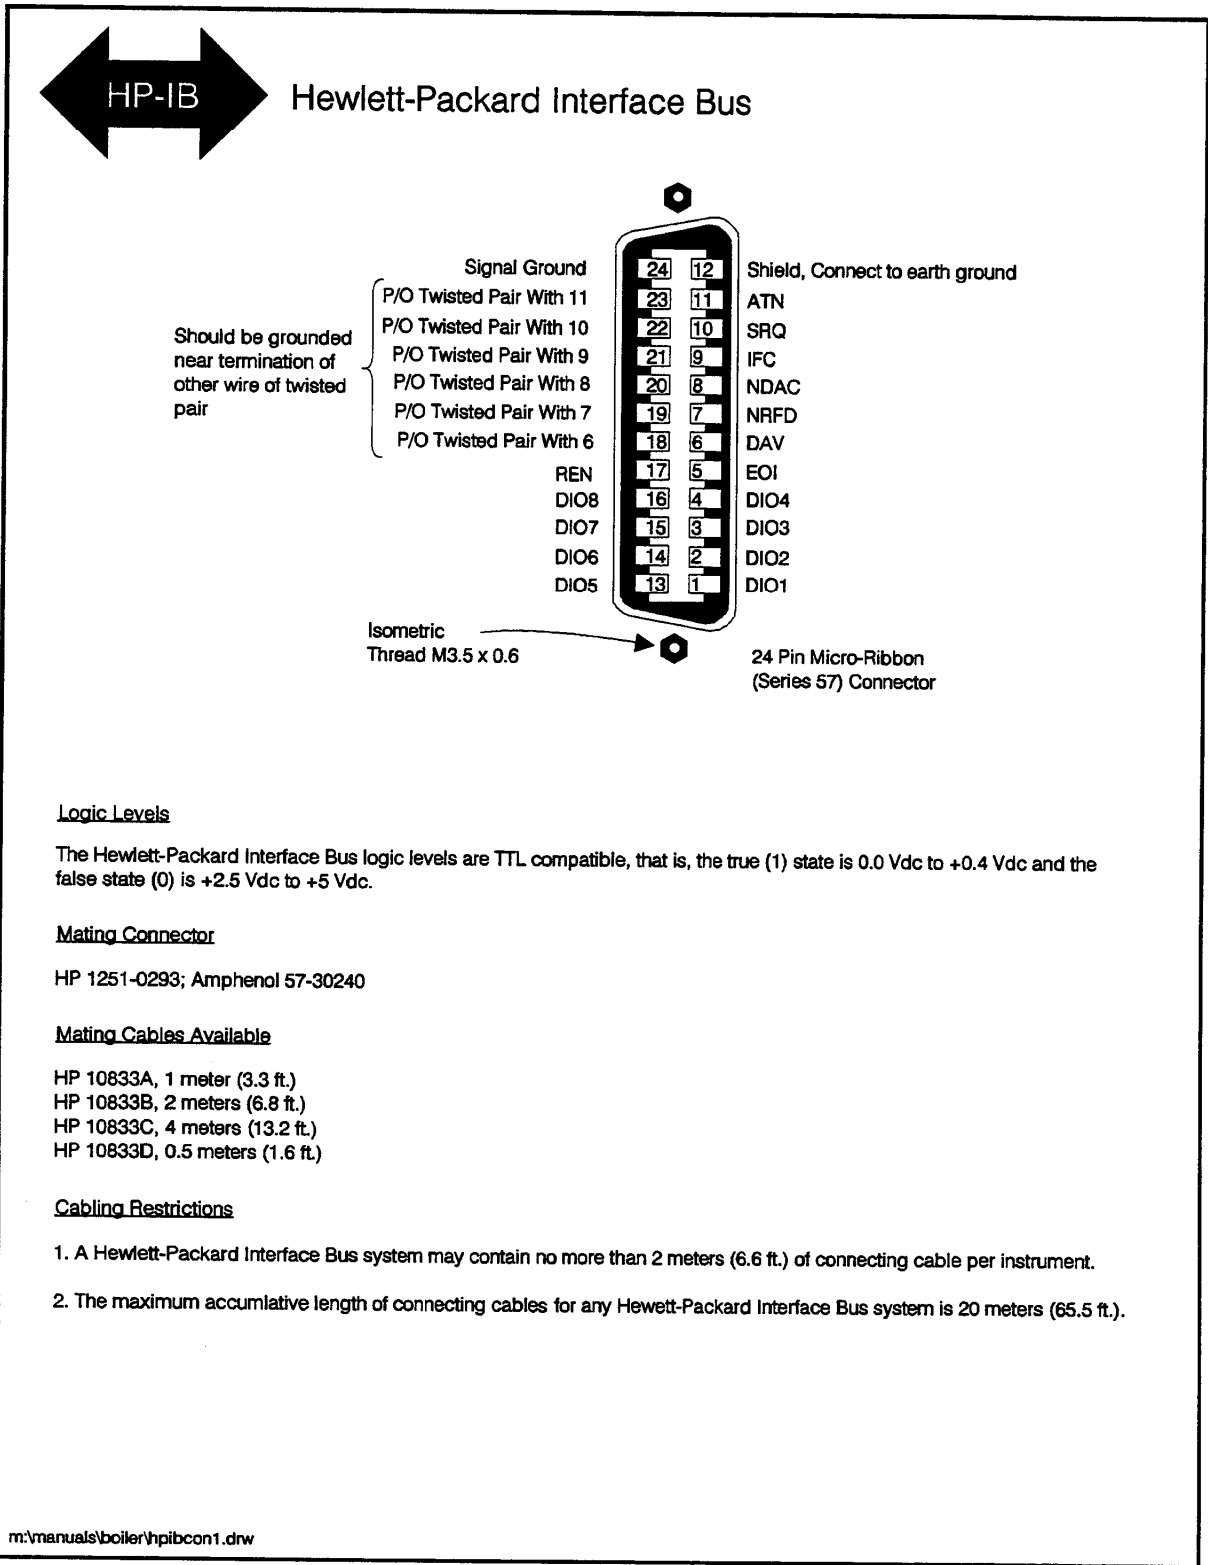 HP-IB
Hewlett-Packard Interface Bus
Signal Ground 24 12 Shield, Connect to earth ground
P/O Twisted Pair With 11 23 11 ATN
P/O Twisted Pair With 10 22 10 SRQ
P/O Twisted Pair With 9 21 9 IFC
P/O Twisted Pair With 8 20 8 NDAC
P/O Twisted Pair With 7 19 7 NRFD
P/O Twisted Pair With 6 18 6 DAV
Should be grounded
near termination of
other wire of twisted
pair
REN 17 5 EOI
DIO8 16 4 DIO4
DIO7 15 3 DIO3
DIO6 14 2 DIO2
DIO5 13 1 DIO1
Isometric
Thread M3.5 x 0.6
24 Pin Micro-Ribbon
(Series 57) Connector
Logic Levels
The Hewlett-Packard Interface Bus logic levels are TTL compatible, that is, the true (1) state is 0.0 Vdc to +0.4 Vdc and the
false state (0) is +2.5 Vdc to +5 Vdc.
Mating Connector
HP 1251-0293; Amphenol 57-30240
Mating Cables Available
HP 10833A, 1 meter (3.3 ft.)
HP 10833B, 2 meters (6.8 ft.)
HP 10833C, 4 meters (13.2 ft.)
HP 10833D, 0.5 meters (1.6 ft.)
Cabling Restrictions
1. A Hewlett-Packard Interface Bus system may contain no more than 2 meters (6.6 ft.) of connecting cable per instrument.
2. The maximum accumlative length of connecting cables for any Hewett-Packard Interface Bus system is 20 meters (65.5 ft.).
m:\manuals\boiler\hpibcon1.drw